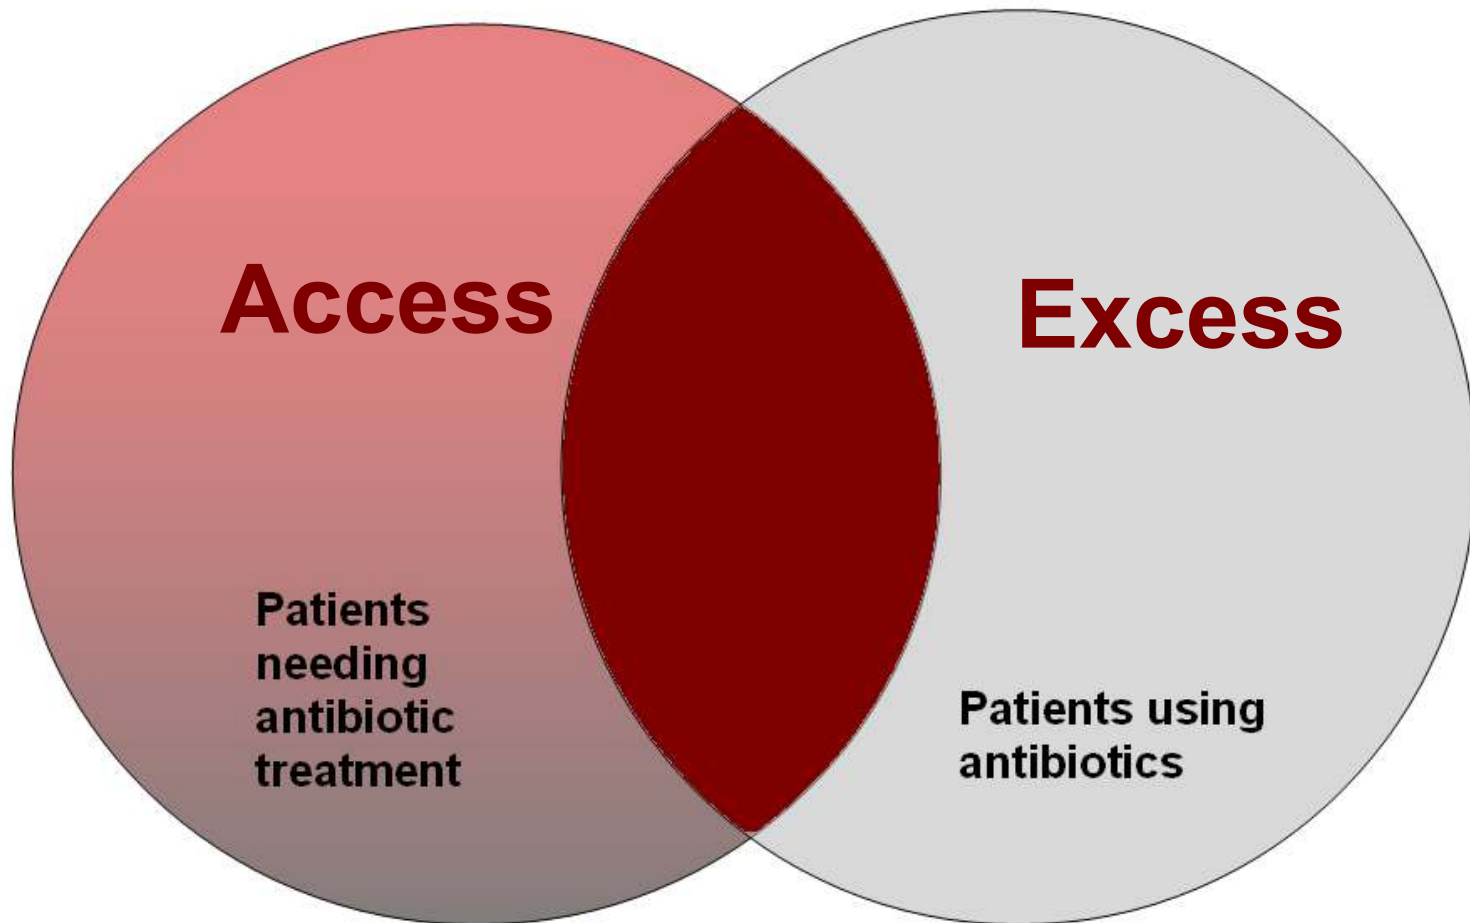 Access
Excess
Patients
needing
antibiotic
treatment
Patients using
antibiotics